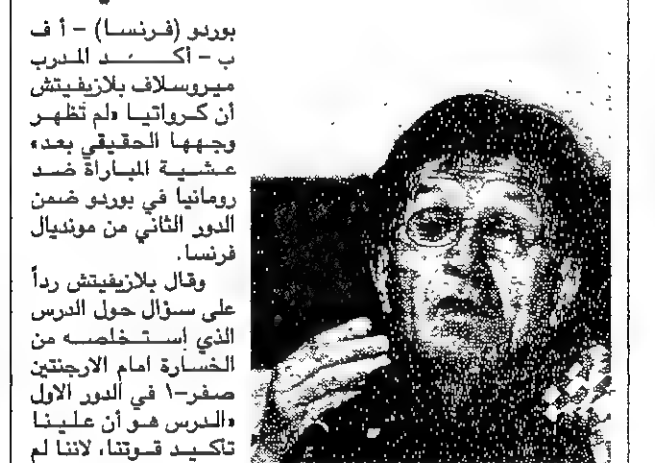 بوردو (فرنسا) – أ ف
ب – أكد المدرب
ميروسلاف بلازيفيتش
أن كرواتيا «لم تظهر
وجهها الحقيقي بعد»
عشية المباراة ضد
رومانيا في بوردو ضمن
الدور الثاني من مونديال
فرنسا.
وقال بلازيفيتش رداً
على سؤال حول الدرس
الذي إستخلصه من
الخسارة امام الارجنتين
صفر–١ في الدور الاول
«الدرس هو أن علينا
تأكيد قوتنا، لاننا لم